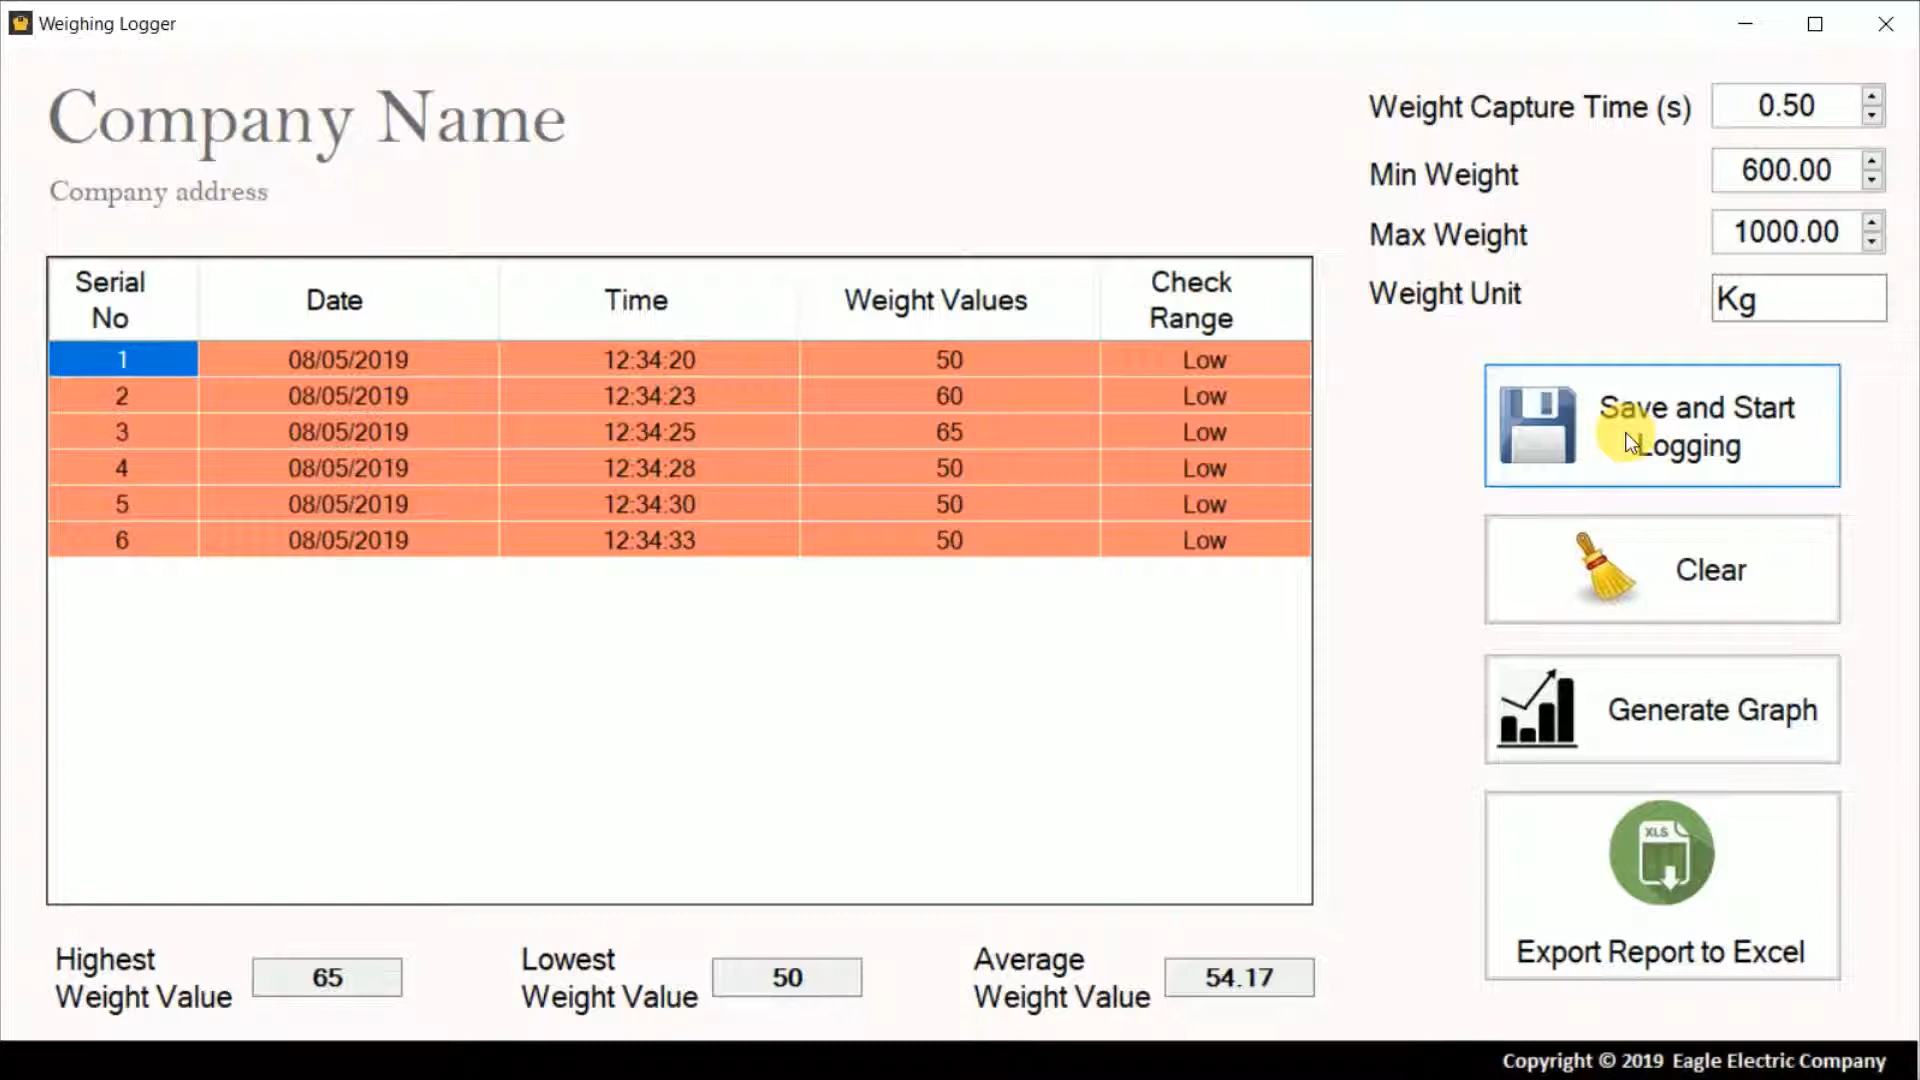 Weighing Logger
Company Name
Company address
Weight Capture Time (s) 0.50
Min Weight 600.00
Max Weight 1000.00
Weight Unit Kg
Serial No Date Time Weight Values Check Range
1 08/05/2019 12:34:20 50 Low
2 08/05/2019 12:34:23 60 Low
3 08/05/2019 12:34:25 65 Low
4 08/05/2019 12:34:28 50 Low
5 08/05/2019 12:34:30 50 Low
6 08/05/2019 12:34:33 50 Low
Save and Start
Logging
Clear
Generate Graph
XLS
Export Report to Excel
Highest
Weight Value 65
Lowest
Weight Value 50
Average
Weight Value 54.17
Copyright © 2019 Eagle Electric Company